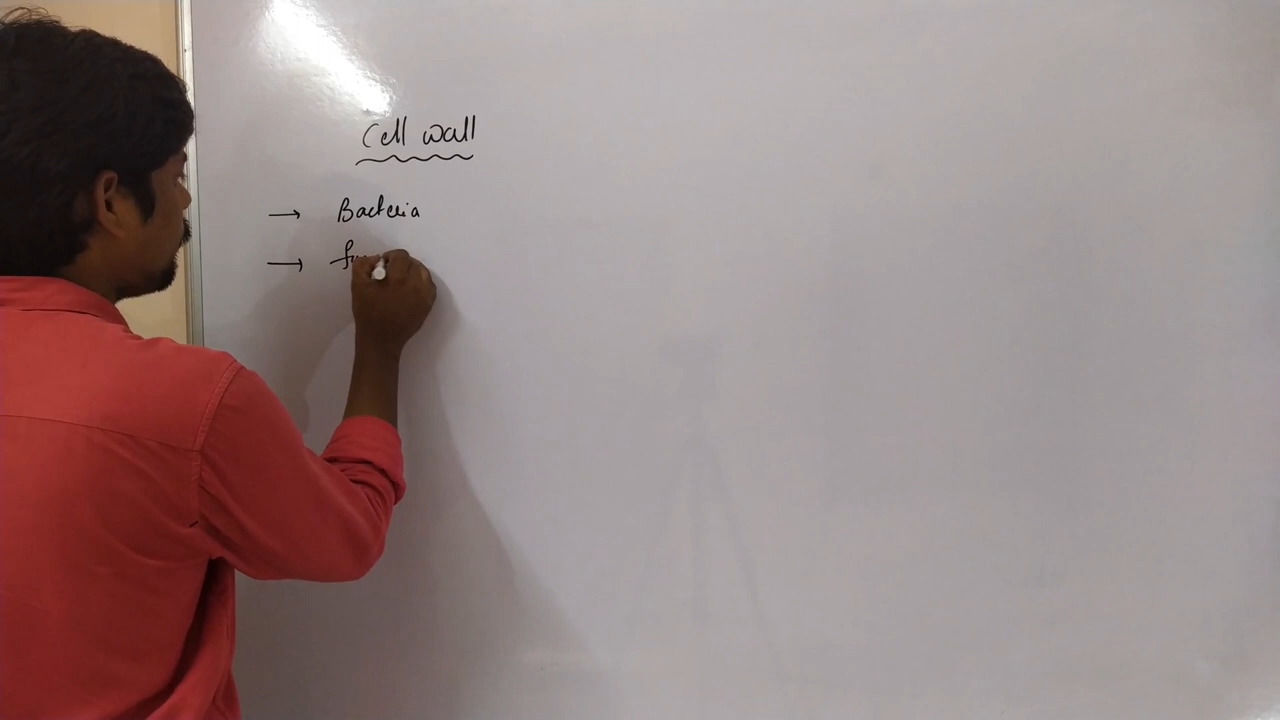 Cell wall
→ Bacteria
→